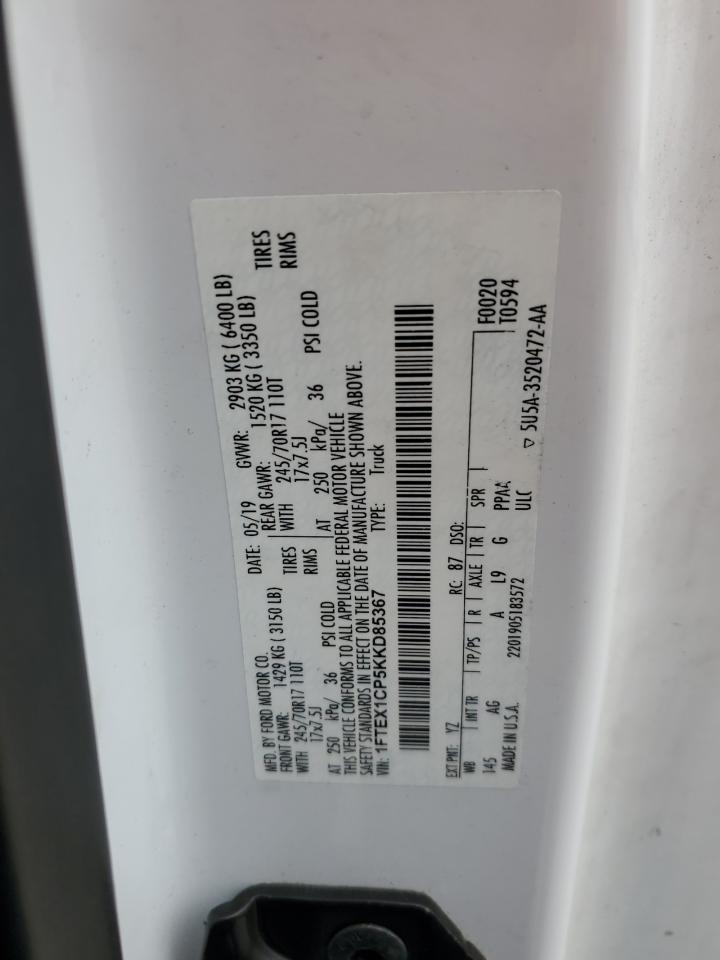 MFD. BY FORD MOTOR CO.
DATE: 05/19 GVWR: 2903 KG ( 6400 LB)
FRONT GAWR: 1429 KG ( 3150 LB) REAR GAWR: 1520 KG ( 3350 LB)
WITH 245/70R17 110T TIRES WITH 245/70R17 110T TIRES
17x7.5J RIMS 17x7.5J RIMS
AT 250 kPa/ 36 PSI COLD AT 250 kPa/ 36 PSI COLD
THIS VEHICLE CONFORMS TO ALL APPLICABLE FEDERAL MOTOR VEHICLE
SAFETY STANDARDS IN EFFECT ON THE DATE OF MANUFACTURE SHOWN ABOVE.
VIN: 1FTEX1CP5KKD85367 TYPE: Truck
F0020
EXT PNT: YZ RC: 87 DSO: T0594
WB INT TR TP/PS R AXLE TR SPR
145 AG A L9 G PPAA
MADE IN U.S.A. 2201905183572 ULC
▽ 5U5A-3520472-AA